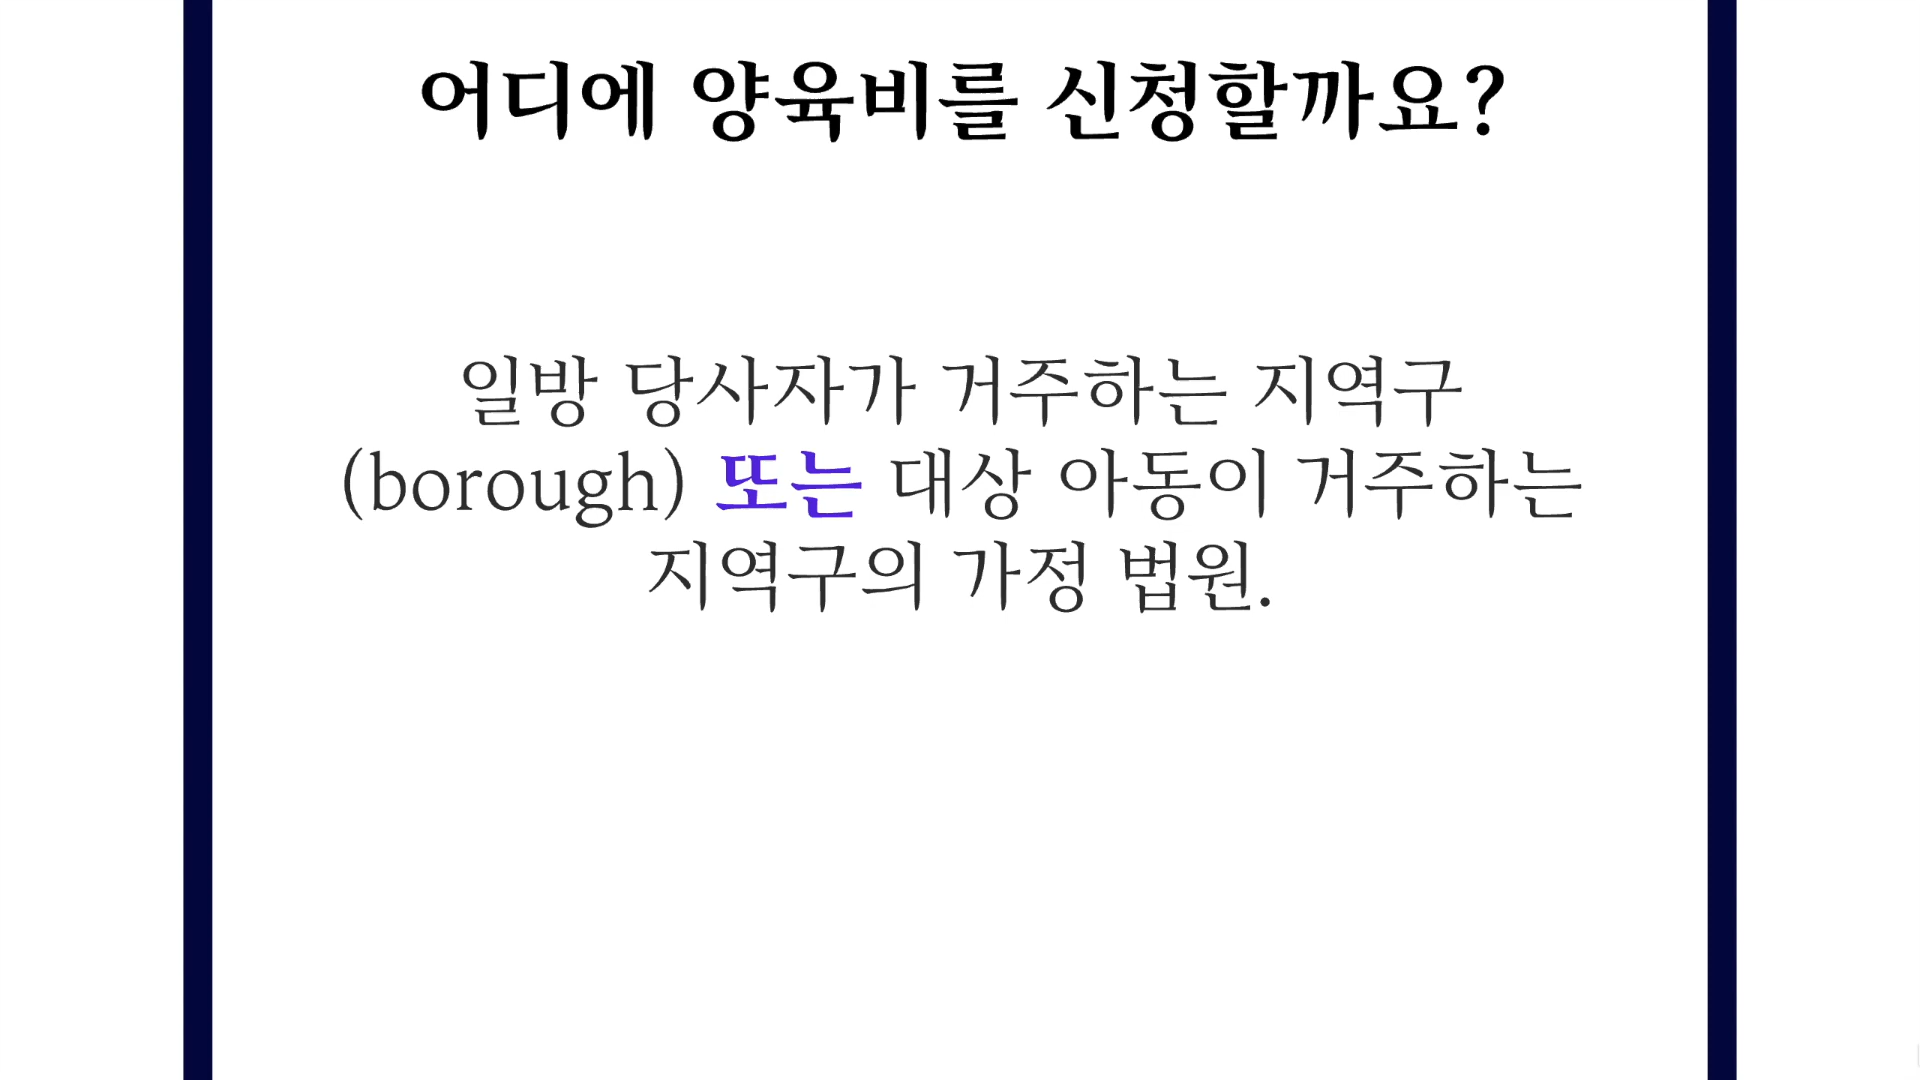 어디에 양육비를 신청할까요?
일방 당사자가 거주하는 지역구
(borough) 또는 대상 아동이 거주하는
지역구의 가정 법원.